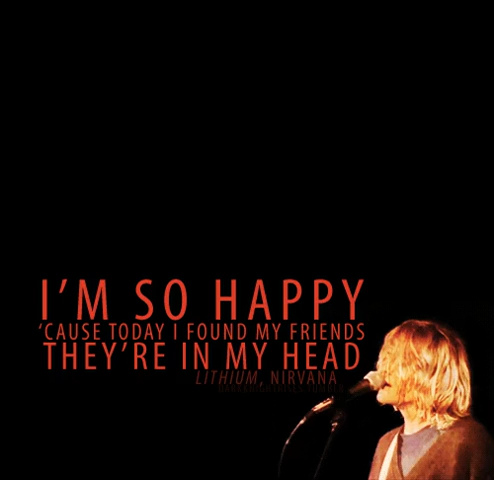 I'M SO HAPPY
‘CAUSE TODAY I FOUND MY FRIENDS
THEY'RE IN MY HEAD
LITHIUM, NIRVANA